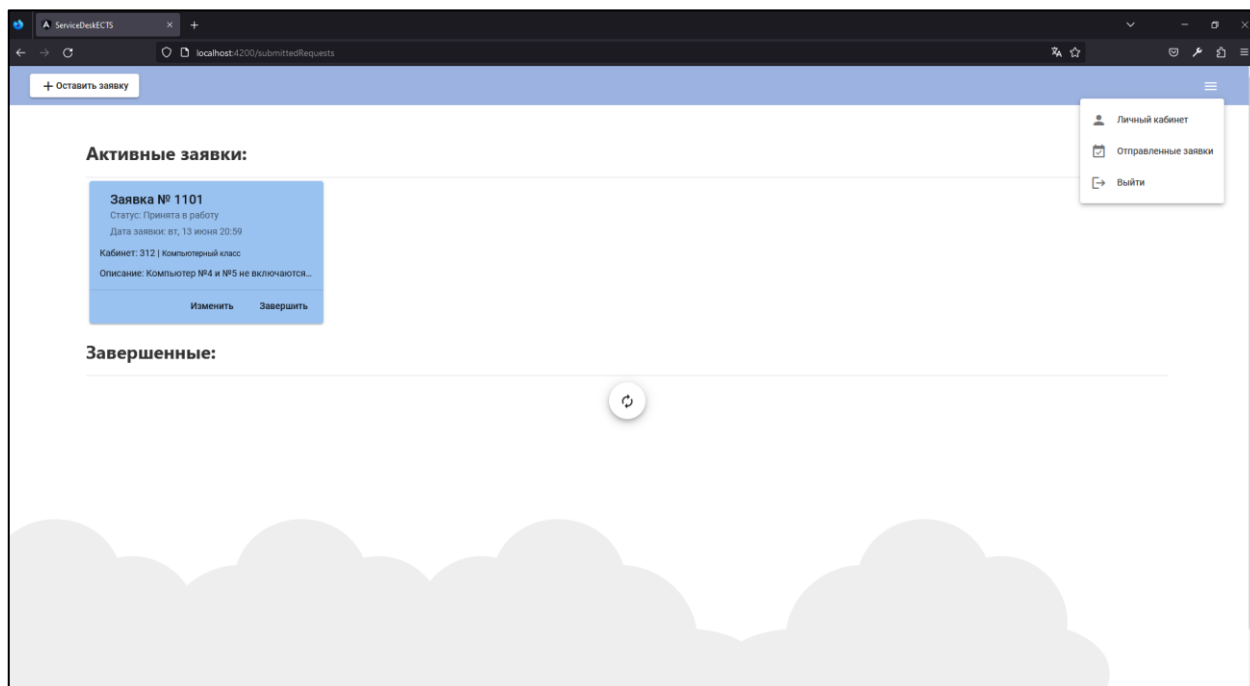 ServiceDeskECTS
localhost:4200/submittedRequests
Оставить заявку
Личный кабинет
Отправленные заявки
Выйти
Активные заявки:
Заявка № 1101
Статус: Принята в работу
Дата заявки: вт, 13 июня 20:59
Кабинет: 312 | Компьютерный класс
Описание: Компьютер №4 и №5 не включаются...
Изменить Завершить
Завершенные: